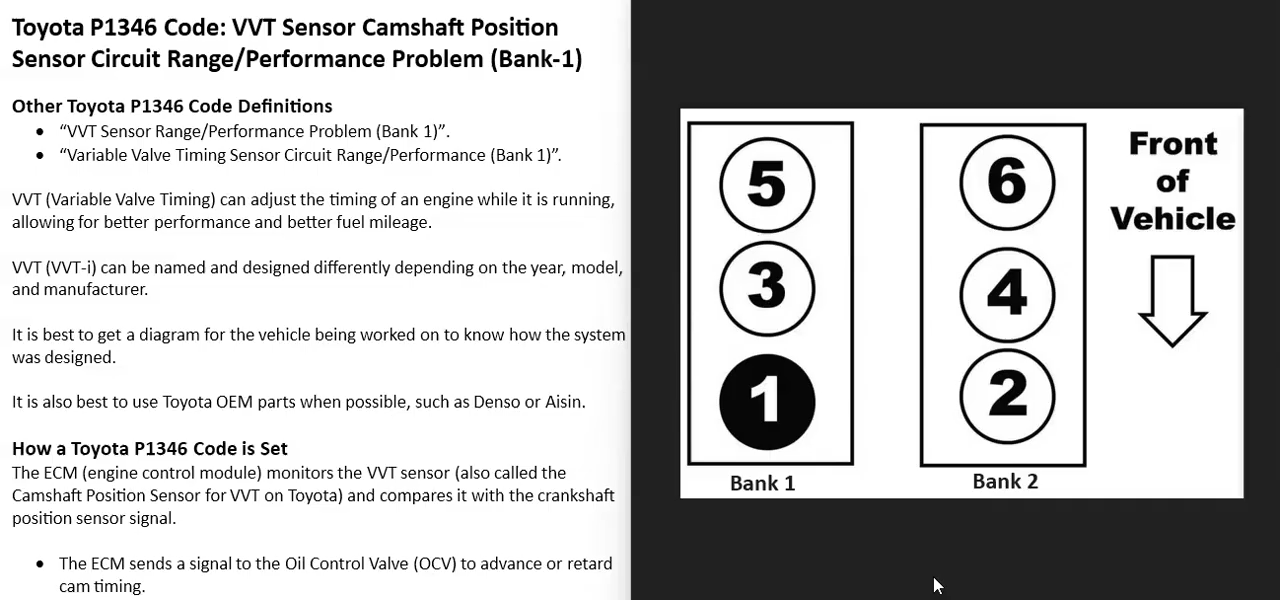 Toyota P1346 Code: VVT Sensor Camshaft Position
Sensor Circuit Range/Performance Problem (Bank-1)
Other Toyota P1346 Code Definitions
• “VVT Sensor Range/Performance Problem (Bank 1)”.
• “Variable Valve Timing Sensor Circuit Range/Performance (Bank 1)”.
VVT (Variable Valve Timing) can adjust the timing of an engine while it is running,
allowing for better performance and better fuel mileage.
VVT (VVT-i) can be named and designed differently depending on the year, model,
and manufacturer.
It is best to get a diagram for the vehicle being worked on to know how the system
was designed.
It is also best to use Toyota OEM parts when possible, such as Denso or Aisin.
How a Toyota P1346 Code is Set
The ECM (engine control module) monitors the VVT sensor (also called the
Camshaft Position Sensor for VVT on Toyota) and compares it with the crankshaft
position sensor signal.
• The ECM sends a signal to the Oil Control Valve (OCV) to advance or retard
cam timing.
5
3
1
Bank 1
6
4
2
Bank 2
Front
of
Vehicle